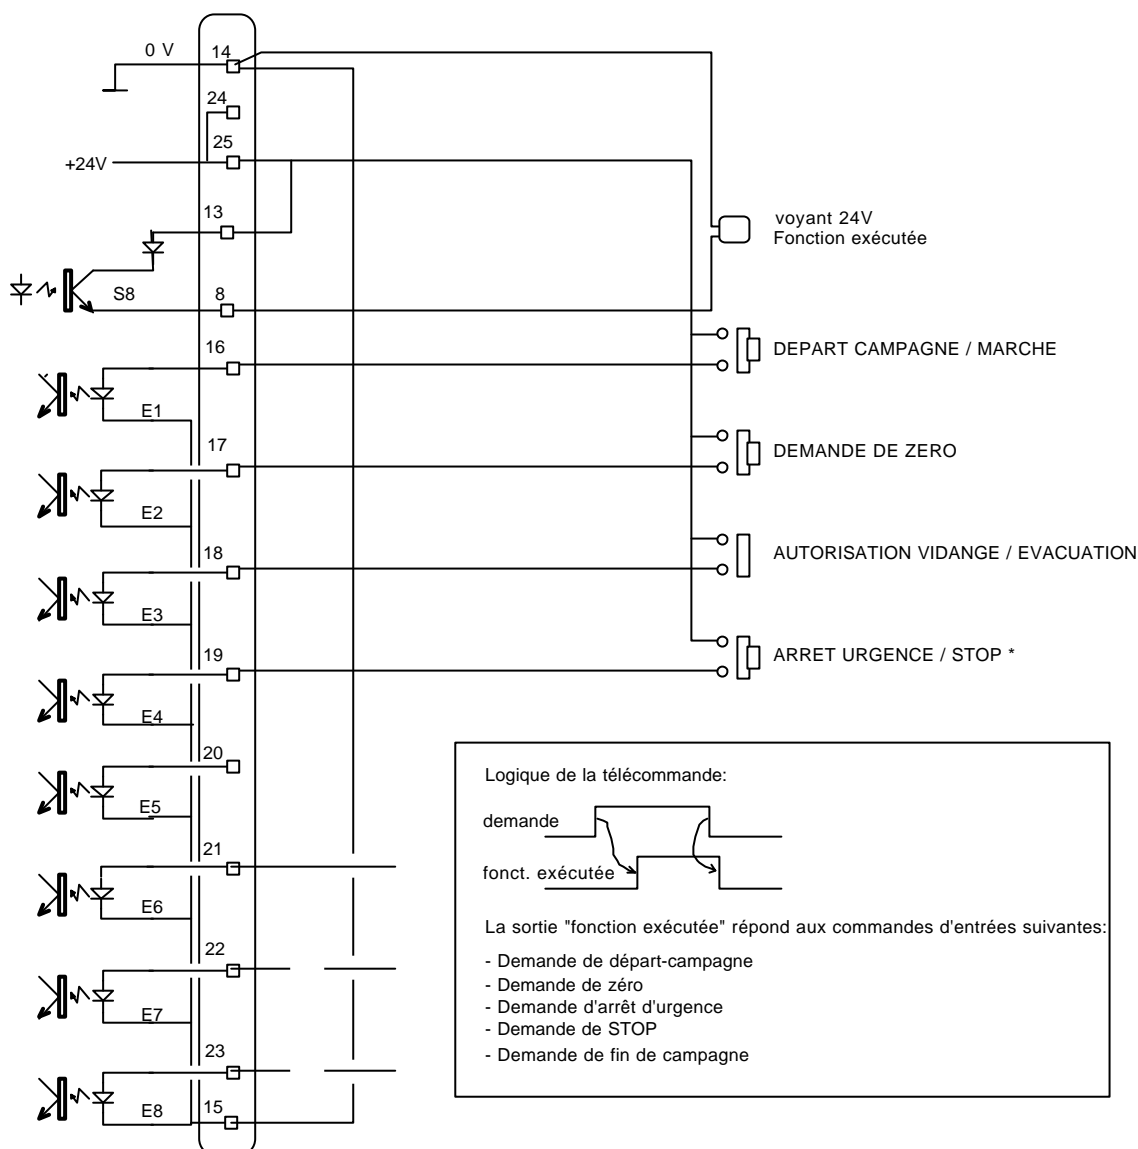 0 V
14
24
25
+24V
13
voyant 24V
Fonction exécutée
S8
8
16
DEPART CAMPAGNE / MARCHE
E1
17
DEMANDE DE ZERO
E2
18
AUTORISATION VIDANGE / EVACUATION
E3
19
ARRET URGENCE / STOP *
E4
20
E5
21
E6
22
E7
23
E8
15
Logique de la télécommande:
demande
fonct. exécutée
La sortie "fonction exécutée" répond aux commandes d'entrées suivantes:
- Demande de départ-campagne
- Demande de zéro
- Demande d'arrêt d'urgence
- Demande de STOP
- Demande de fin de campagne